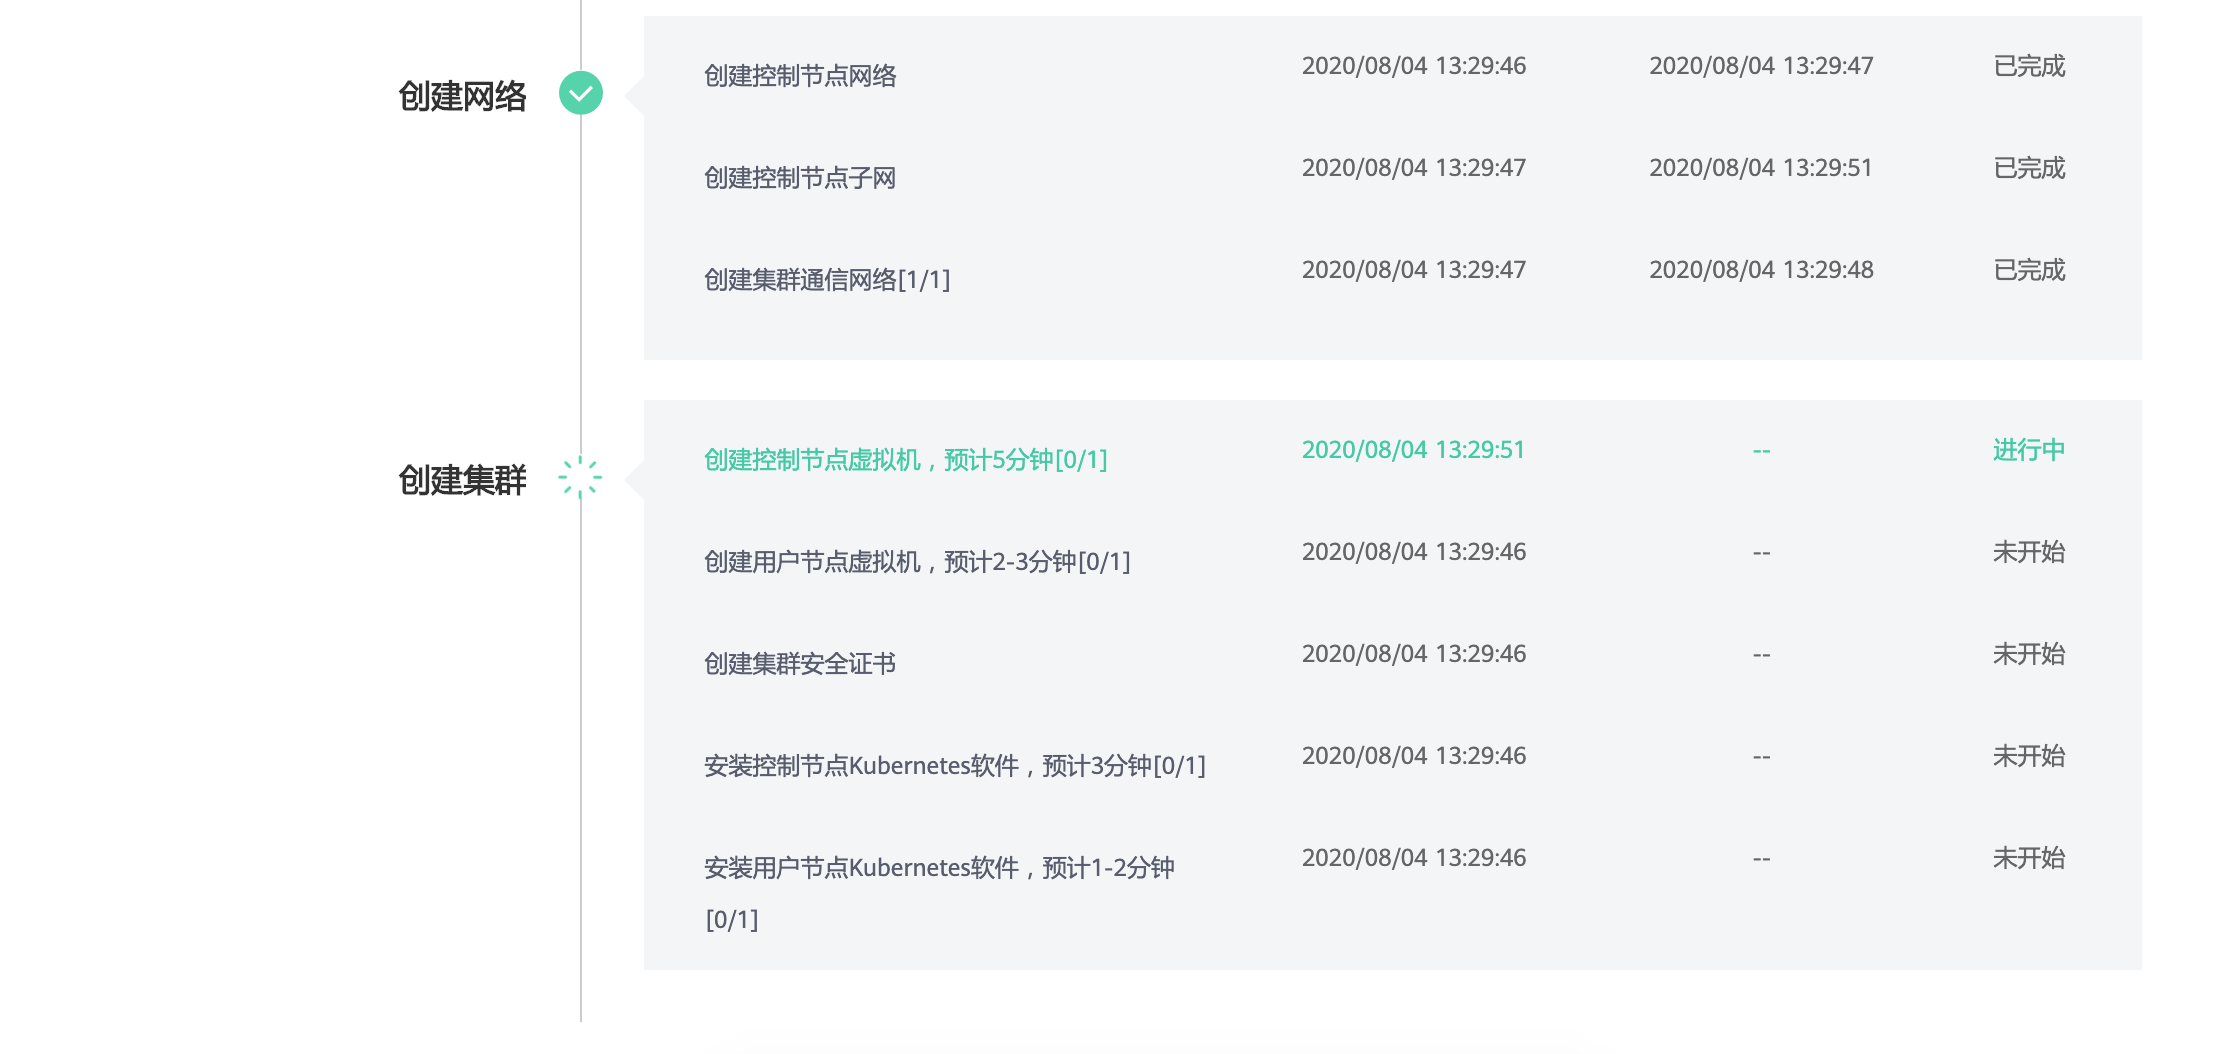 创建网络
创建控制节点网络 2020/08/04 13:29:46 2020/08/04 13:29:47 已完成
创建控制节点子网 2020/08/04 13:29:47 2020/08/04 13:29:51 已完成
创建集群通信网络[1/1] 2020/08/04 13:29:47 2020/08/04 13:29:48 已完成
创建集群
创建控制节点虚拟机，预计5分钟[0/1] 2020/08/04 13:29:51 -- 进行中
创建用户节点虚拟机，预计2-3分钟[0/1] 2020/08/04 13:29:46 -- 未开始
创建集群安全证书 2020/08/04 13:29:46 -- 未开始
安装控制节点Kubernetes软件，预计3分钟[0/1] 2020/08/04 13:29:46 -- 未开始
安装用户节点Kubernetes软件，预计1-2分钟 2020/08/04 13:29:46 -- 未开始
[0/1]